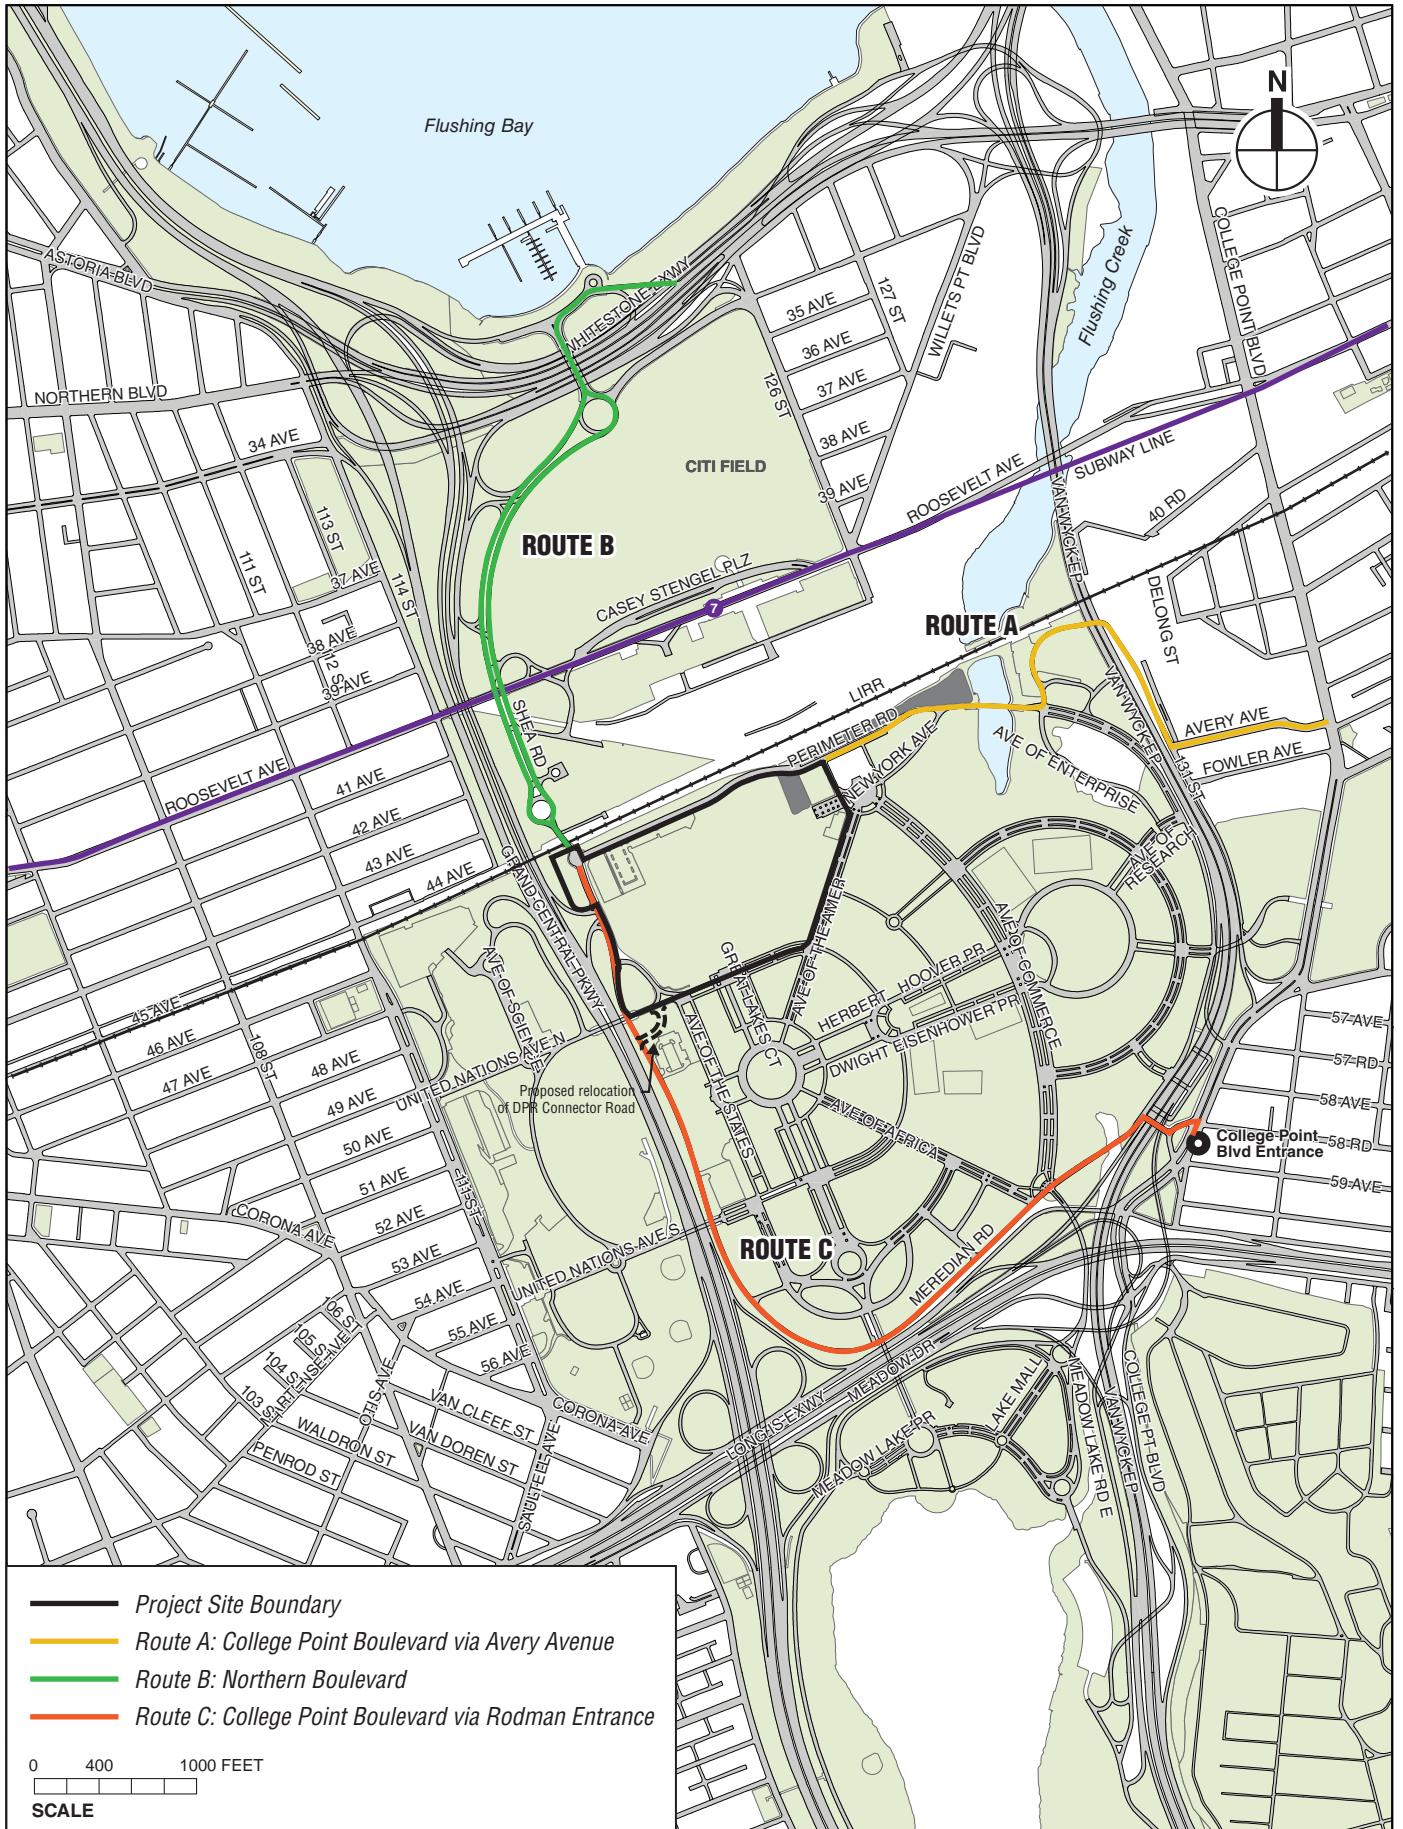 N
Flushing Bay
Flushing Creek
COLLEGE POINT BLVD
ASTORIA BLVD
WHITESTONE EXWY
WILLETS PT BLVD
127 ST
35 AVE
36 AVE
37 AVE
126 ST
38 AVE
39 AVE
NORTHERN BLVD
34 AVE
CITI FIELD
ROOSEVELT AVE
SUBWAY LINE
VAN WYCK EP
40 RD
113 ST
111 ST
37 AVE
114 ST
ROUTE B
CASEY STENGEL PLZ
7
DELONG ST
ROUTE A
38 AVE
112 ST
39 AVE
LIRR
SHEA RD
PERIMETER RD
NEW YORK AVE
VAN WYCK EP
AVERY AVE
FOWLER AVE
131 ST
AVE OF ENTERPRISE
AVE OF
RESEARCH
ROOSEVELT AVE
41 AVE
42 AVE
43 AVE
44 AVE
GRAND CENTRAL PKWY
AVE OF SCIENCE
AVE OF THE AMER
GREAT LAKES CT
HERBERT HOOVER PR
AVE OF COMMERCE
DWIGHT EISENHOWER PR
45 AVE
46 AVE
47 AVE
108 ST
48 AVE
49 AVE
50 AVE
51 AVE
52 AVE
53 AVE
54 AVE
55 AVE
56 AVE
UNITED NATIONS AVE N
AVE OF THE STATES
Proposed relocation
of DPR Connector Road
AVE OF AFRICA
57 AVE
57 RD
58 AVE
58 RD
59 AVE
College Point
Blvd Entrance
111 ST
CORONA AVE
UNITED NATIONS AVE S
ROUTE C
MEREDIAN RD
106 ST
105 ST
104 ST
103 ST
MARTENSE AVE
OTIS AVE
VAN CLEEF ST
VAN DOREN ST
WALDRON ST
PENROD ST
SAULTELL AVE
CORONA AVE
LONG IS EXWY
MEADOW DR
MEADOW LAKE PR
LAKE MALL
MEADOW LAKE RD E
VAN WYCK EP
COLLEGE PT BLVD
Project Site Boundary
Route A: College Point Boulevard via Avery Avenue
Route B: Northern Boulevard
Route C: College Point Boulevard via Rodman Entrance
0 400 1000 FEET
SCALE